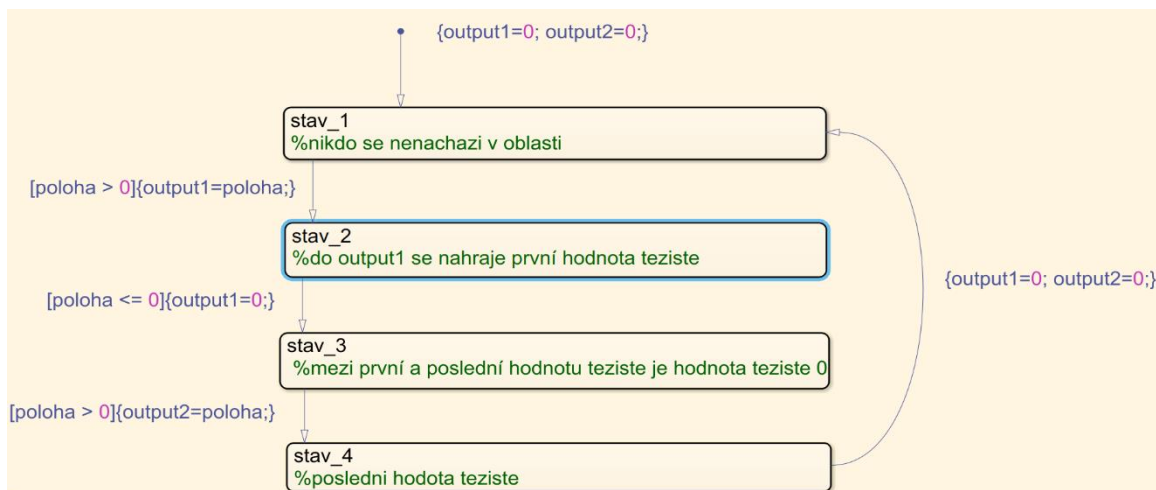 {output1=0; output2=0;}
stav_1
%nikdo se nenachazi v oblasti
[poloha > 0]{output1=poloha;}
stav_2
%do output1 se nahraje první hodnota teziste
{output1=0; output2=0;}
[poloha <= 0]{output1=0;}
stav_3
%mezi první a poslední hodnotu teziste je hodnota teziste 0
[poloha > 0]{output2=poloha;}
stav_4
%posledni hodota teziste